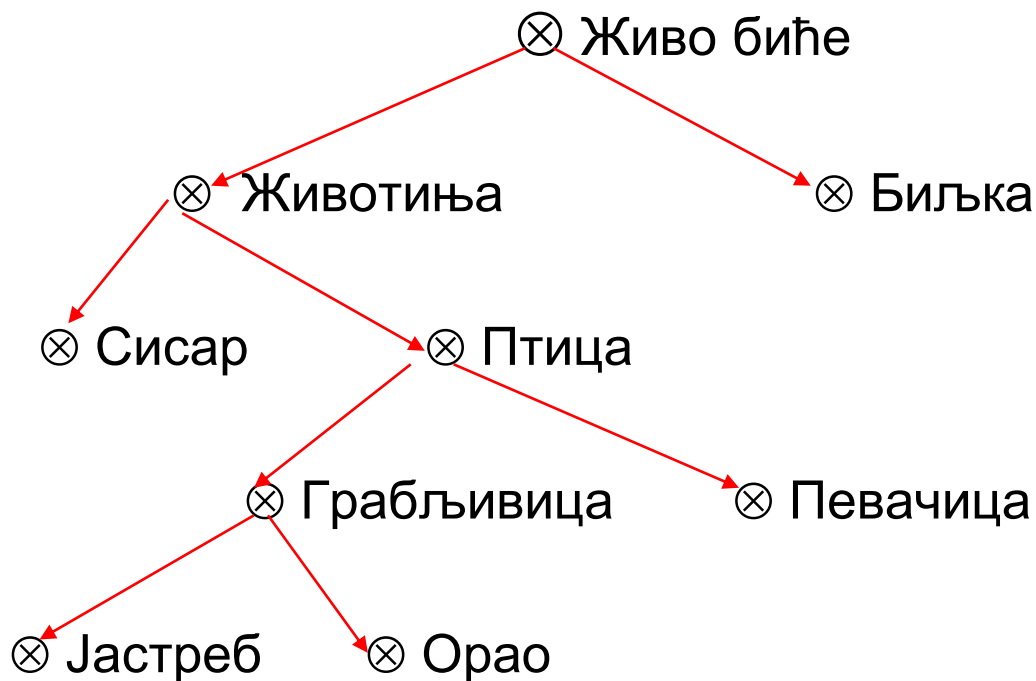 Живо биће
Животиња
Биљка
Сисар
Птица
Грабљивица
Певачица
Јастреб
Орао